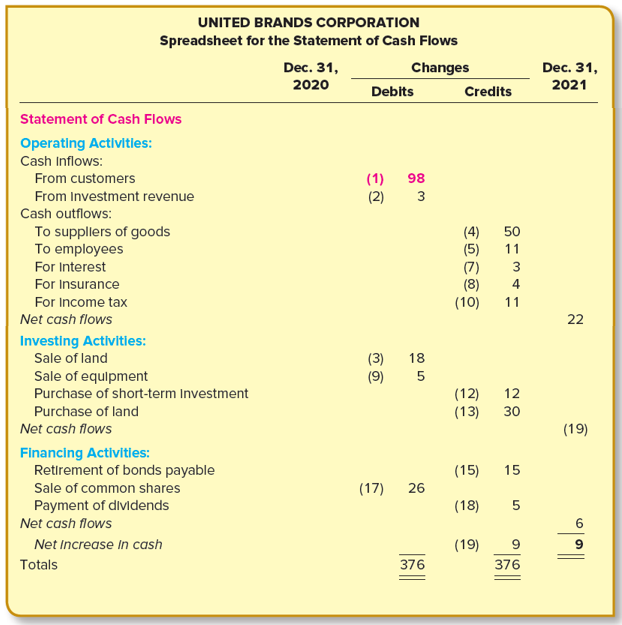 UNITED BRANDS CORPORATION
Spreadsheet for the Statement of Cash Flows
Dec. 31, Changes Dec. 31,
2020 Debits Credits 2021
Statement of Cash Flows
Operating Activities:
Cash inflows:
From customers (1) 98
From investment revenue (2) 3
Cash outflows:
To suppliers of goods (4) 50
To employees (5) 11
For interest (7) 3
For insurance (8) 4
For income tax (10) 11
Net cash flows 22
Investing Activities:
Sale of land (3) 18
Sale of equipment (9) 5
Purchase of short-term investment (12) 12
Purchase of land (13) 30
Net cash flows (19)
Financing Activities:
Retirement of bonds payable (15) 15
Sale of common shares (17) 26
Payment of dividends (18) 5
Net cash flows 6
Net increase in cash (19) 9 9
Totals 376 376